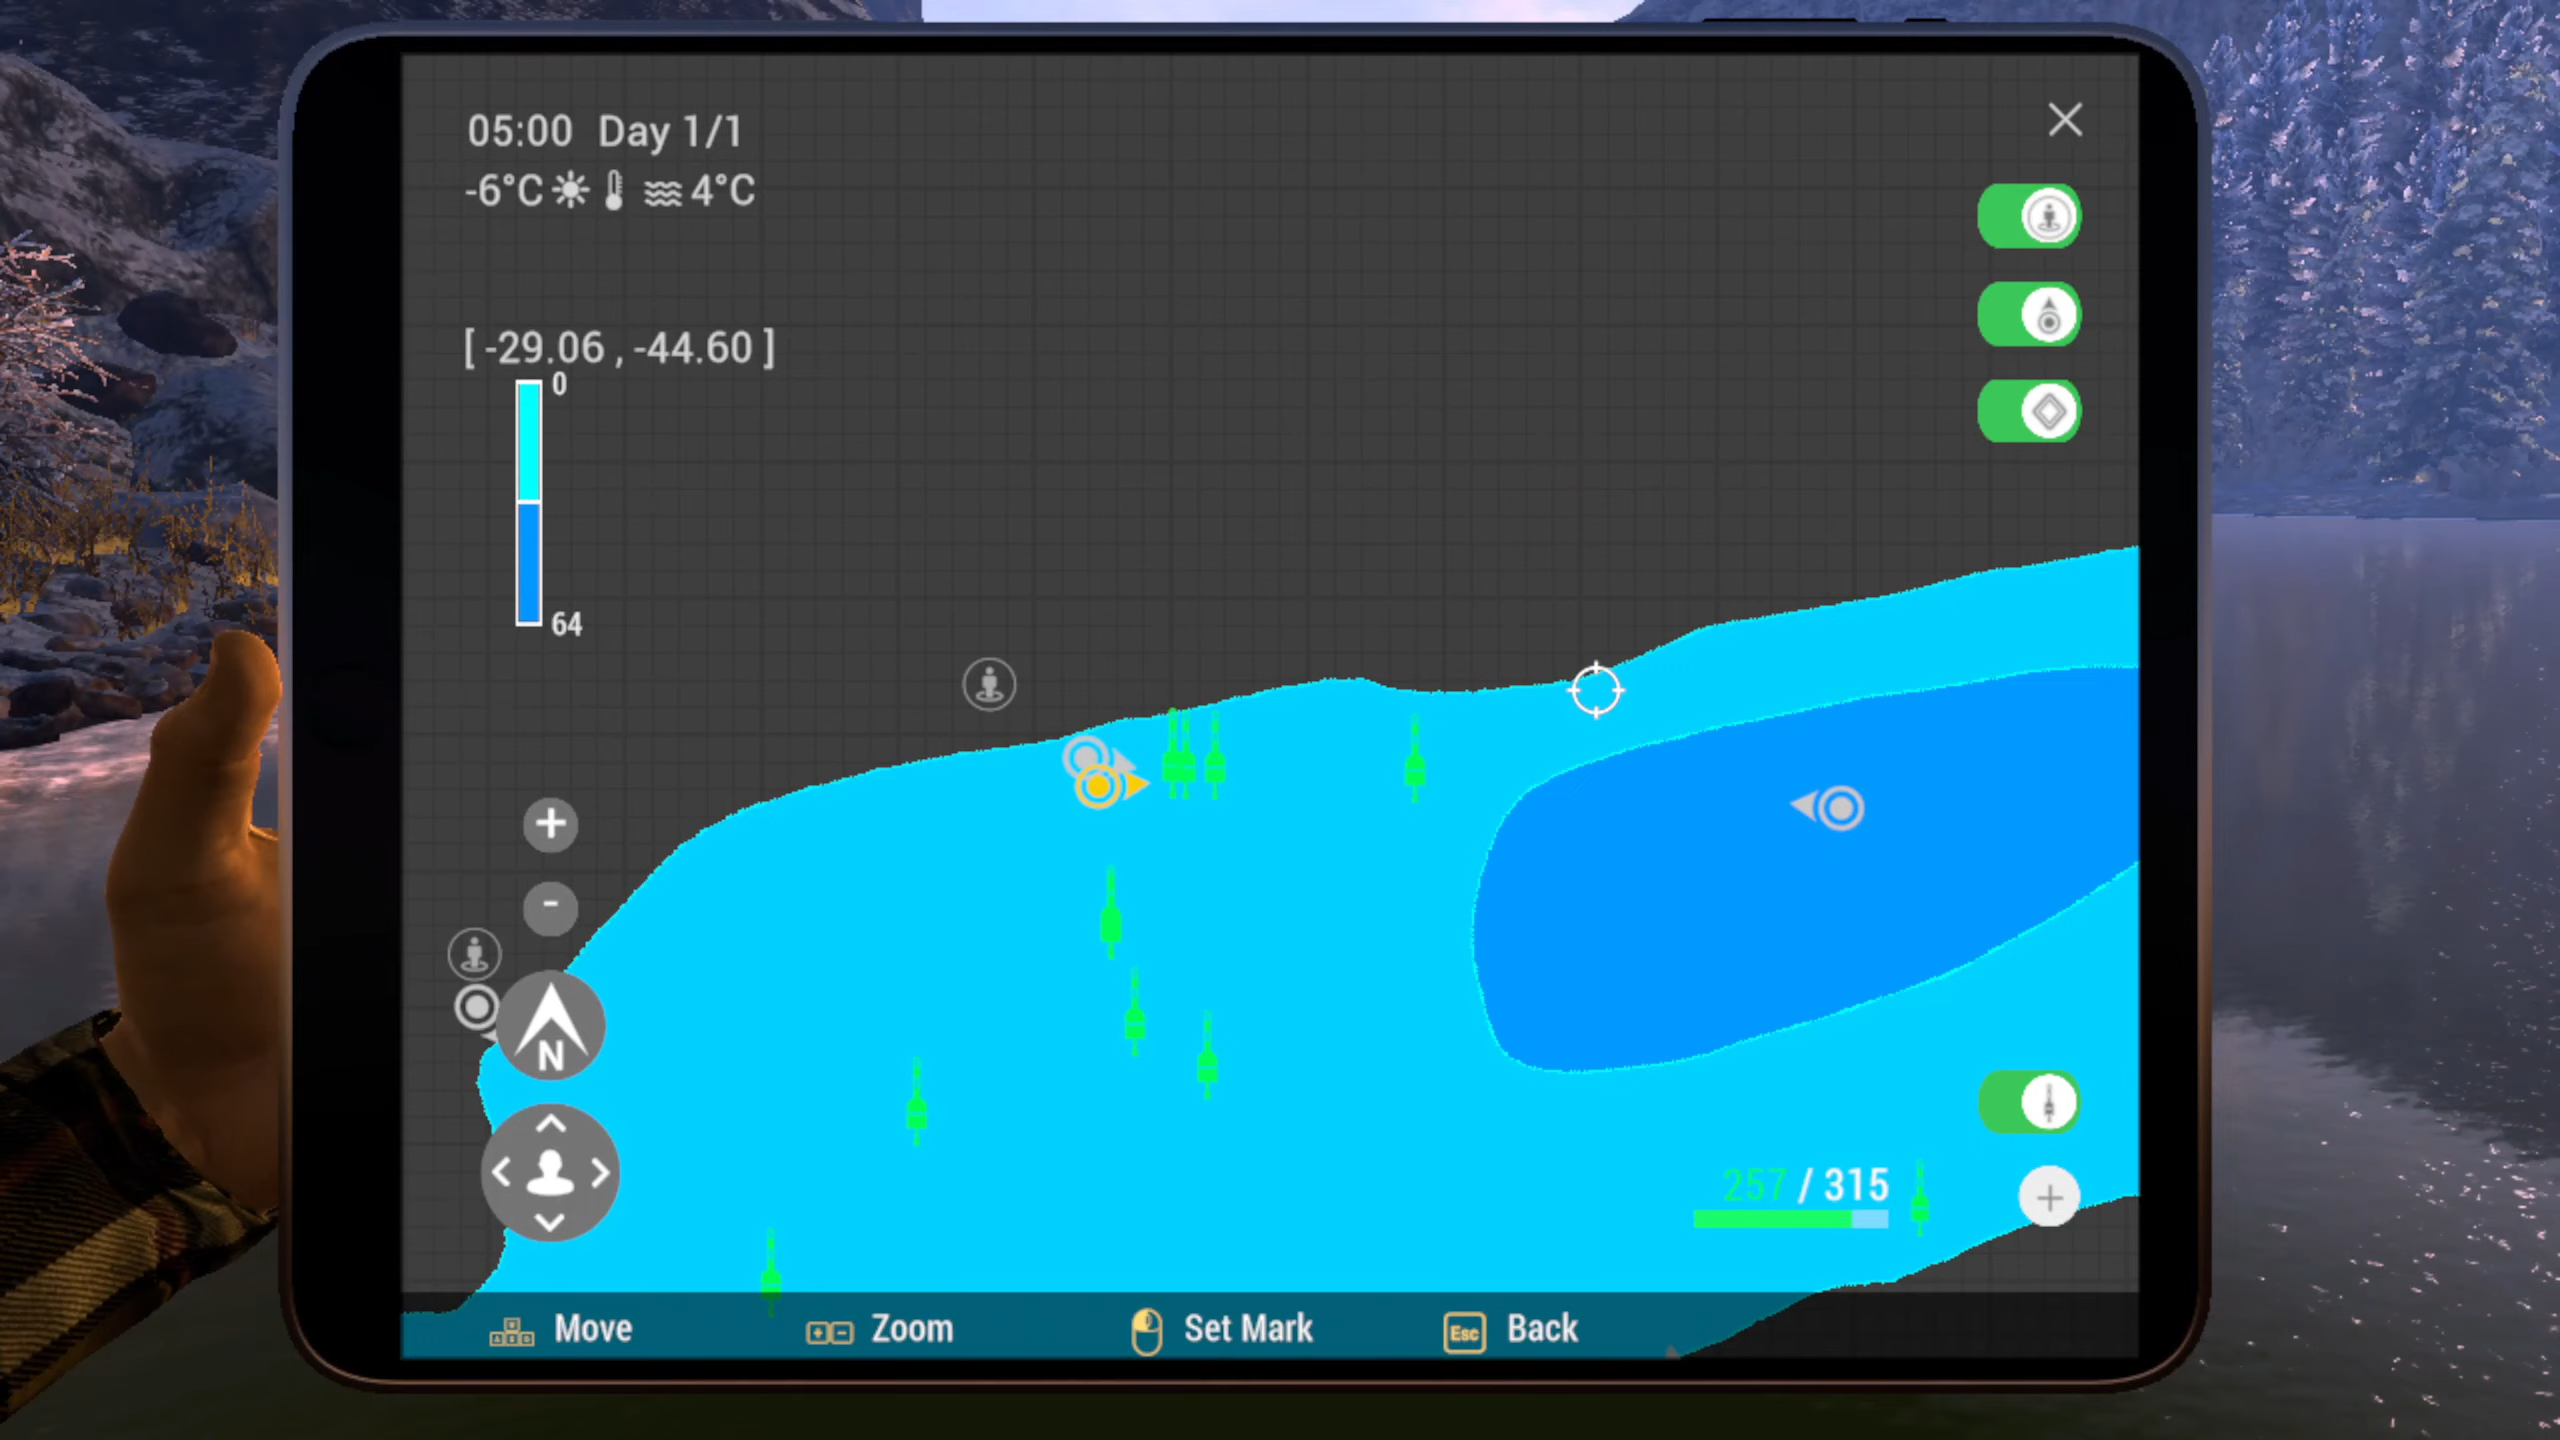 05:00 Day 1/1
-6°C 4°C
[ -29.06 , -44.60 ]
0
64
+
-
N
257 / 315
+
Move
Zoom
Set Mark
Esc Back